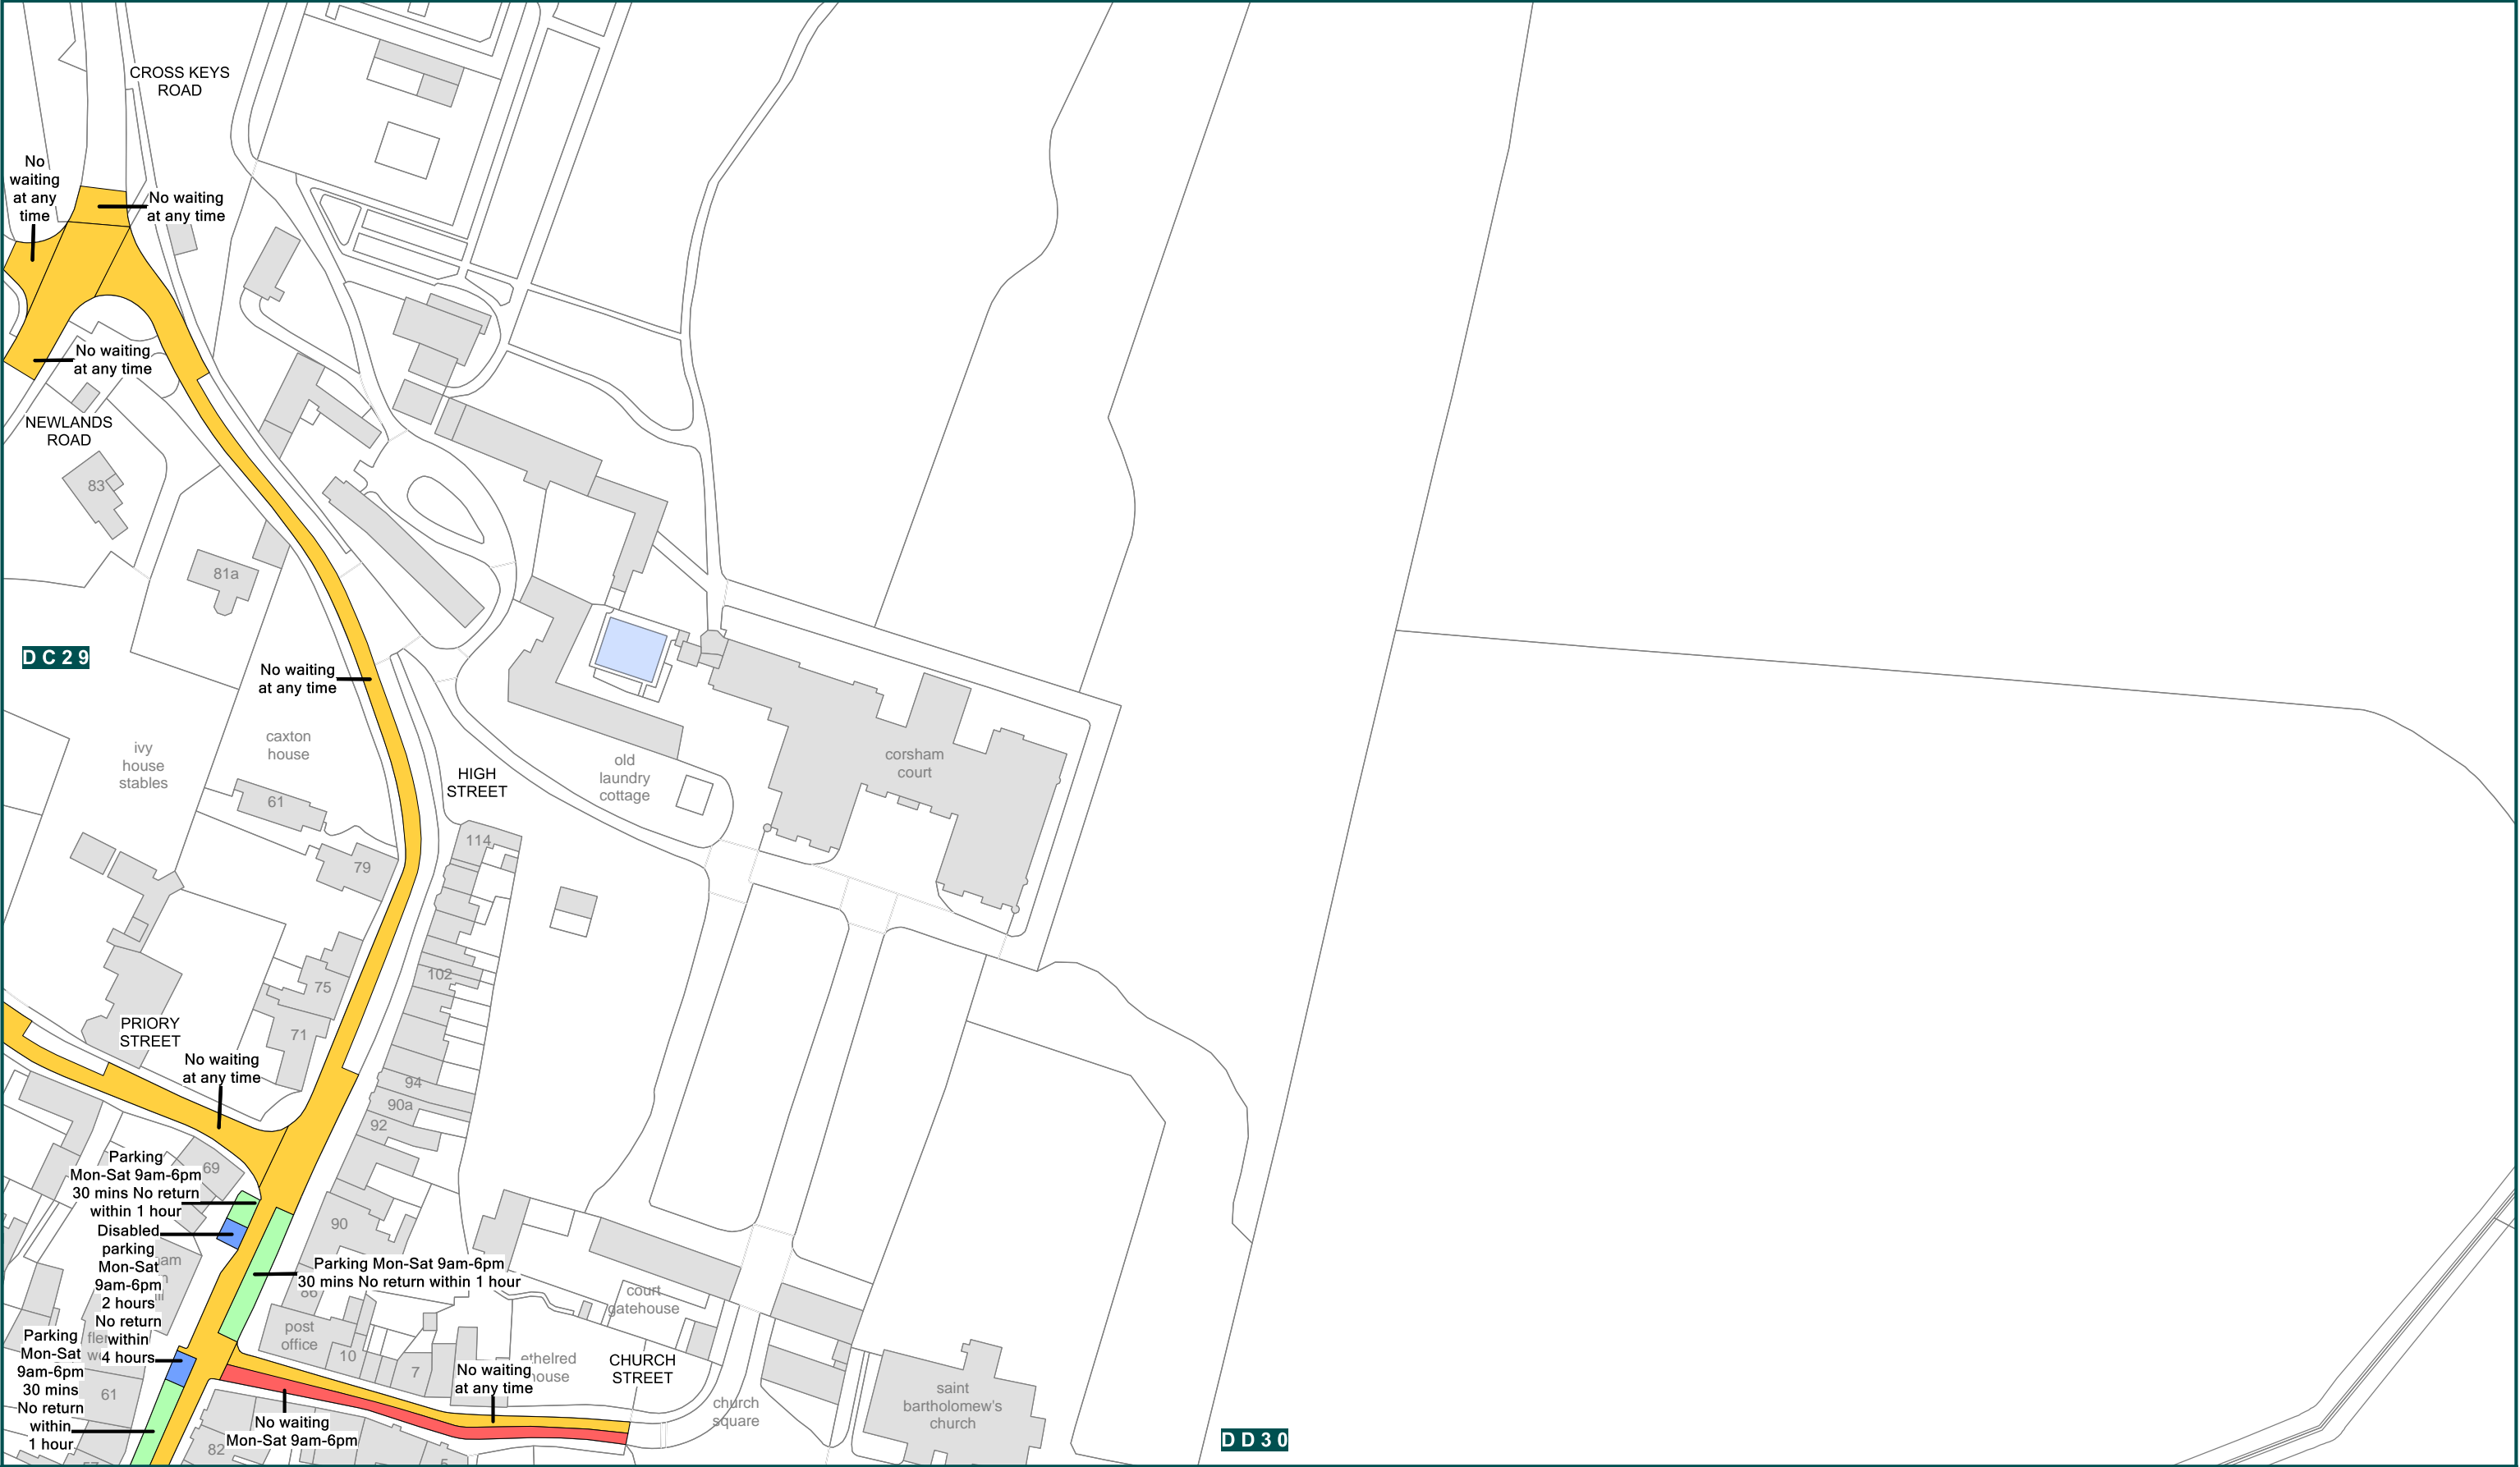 CROSS KEYS
ROAD
No
waiting
at any
time
No waiting
at any time
No waiting
at any time
NEWLANDS
ROAD
83
81a
DC29
No waiting
at any time
ivy
house
stables
caxton
house
HIGH
STREET
old
laundry
cottage
corsham
court
61
114
79
102
75
PRIORY
STREET
71
No waiting
at any time
94
90a
92
Parking
Mon-Sat 9am-6pm
30 mins No return
within 1 hour
69
90
Disabled
parking
Mon-Sat
9am-6pm
2 hours
No return
within
4 hours
Parking Mon-Sat 9am-6pm
30 mins No return within 1 hour
86
court
gatehouse
post
office
10
7
ethelred
house
No waiting
at any time
CHURCH
STREET
Parking
Mon-Sat
9am-6pm
30 mins
No return
within
1 hour
61
church
square
saint
bartholomew's
church
No waiting
Mon-Sat 9am-6pm
82
5
57
DD30